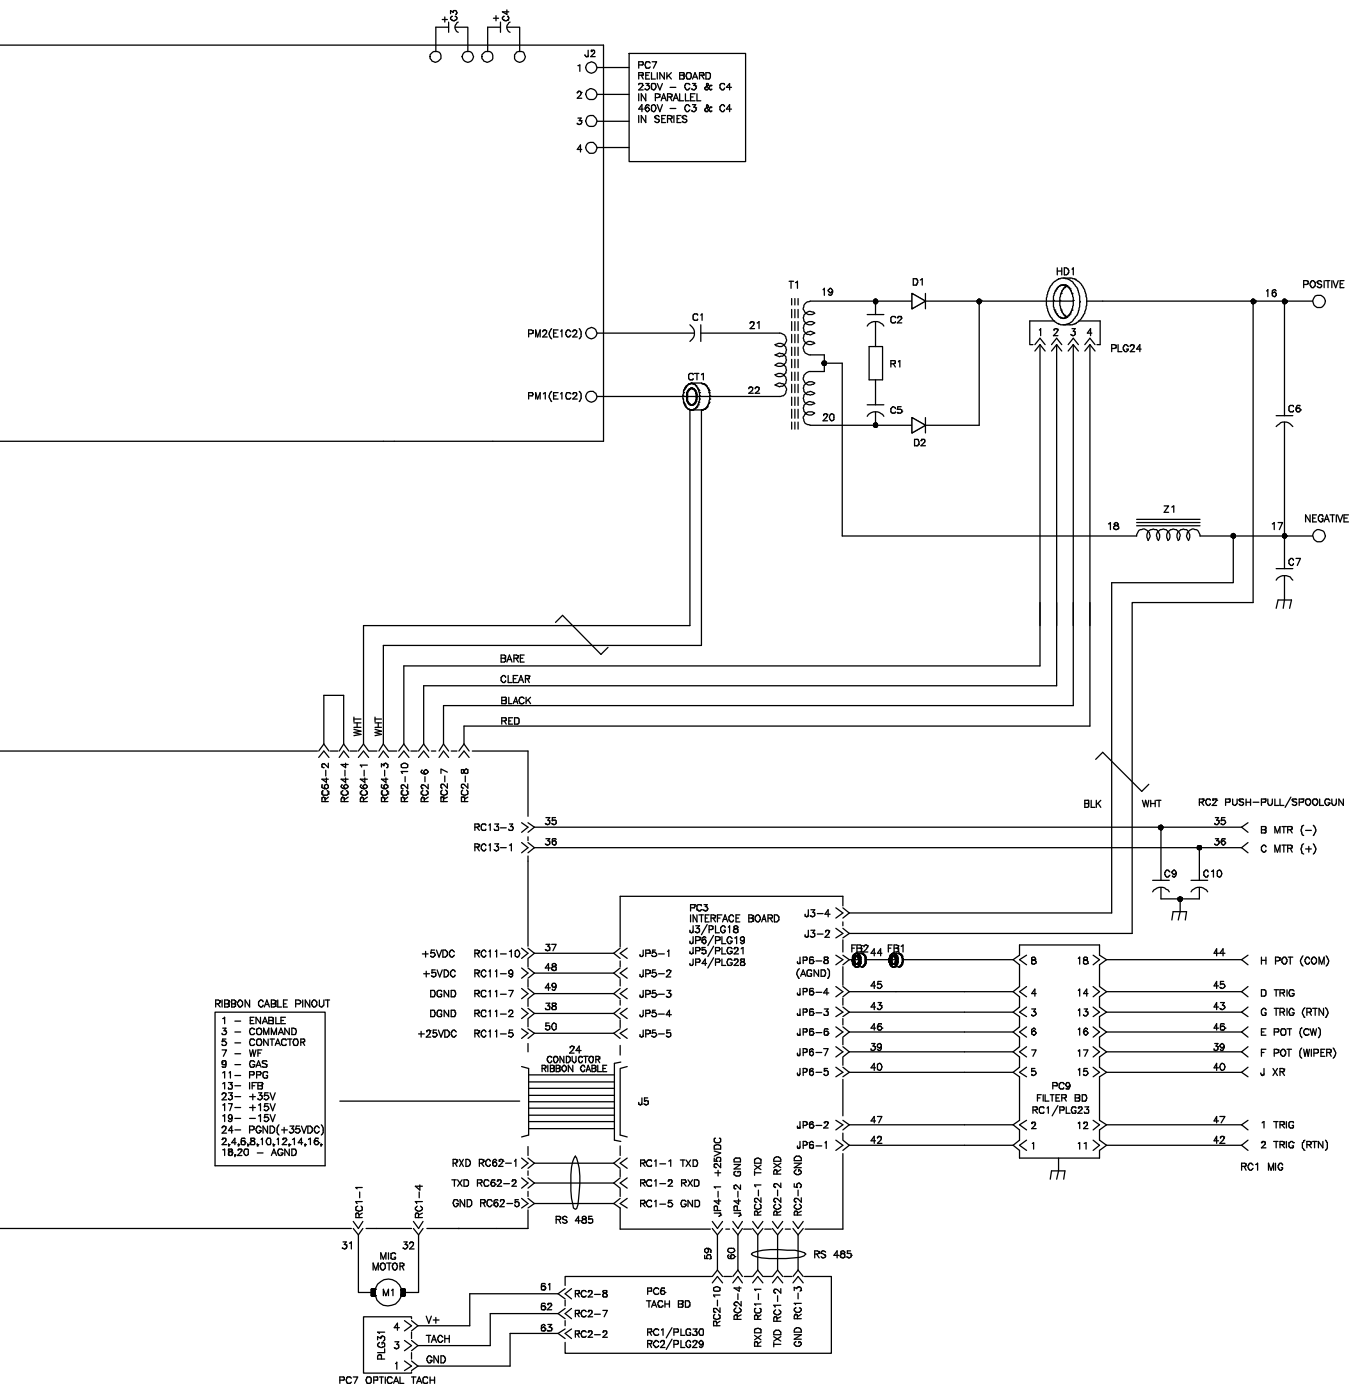 + C3
+ C4
J2
1
2
3
4
PC7
RELINK BOARD
230V - C3 & C4
IN PARALLEL
460V - C3 & C4
IN SERIES
PM2(E1C2)
C1
21
PM1(E1C2)
CT1
22
T1
19
20
D1
C2
R1
C5
D2
HD1
1 2 3 4
PLG24
16
POSITIVE
C6
18
Z1
17
NEGATIVE
C7
BARE
CLEAR
BLACK
RED
WHT
WHT
RC64-2
RC64-4
RC64-1
RC64-3
RC2-10
RC2-6
RC2-7
RC2-8
BLK
WHT
RC2 PUSH-PULL/SPOOLGUN
RC13-3 35
35 B MTR (-)
RC13-1 36
36 C MTR (+)
C9
C10
PC3
INTERFACE BOARD
J3/PLG18
JP6/PLG19
JP5/PLG21
JP4/PLG28
J3-4
J3-2
+5VDC RC11-10 37 JP5-1
+5VDC RC11-9 48 JP5-2
DGND RC11-7 49 JP5-3
DGND RC11-2 38 JP5-4
+25VDC RC11-5 50 JP5-5
FB2 44 FB1
JP6-8 8 18 44 H POT (COM)
(AGND)
JP6-4 45 4 14 45 D TRIG
JP6-3 43 3 13 43 G TRIG (RTN)
JP6-6 46 6 16 46 E POT (CW)
JP6-7 39 7 17 39 F POT (WIPER)
JP6-5 40 5 15 40 J XR
PC9
FILTER BD
RC1/PLG23
JP6-2 47 2 12 47 1 TRIG
JP6-1 42 1 11 42 2 TRIG (RTN)
RC1 MIG
24
CONDUCTOR
RIBBON CABLE
J5
RIBBON CABLE PINOUT
1 - ENABLE
3 - COMMAND
5 - CONTACTOR
7 - WF
9 - GAS
11- PPG
13- IFB
23- +35V
17- +15V
19- -15V
24- PGND(+35VDC)
2,4,6,8,10,12,14,16,
18,20 - AGND
RXD RC62-1 RC1-1 TXD
TXD RC62-2 RC1-2 RXD
GND RC62-5 RC1-5 GND
RS 485
JP4-1 +25VDC
JP4-2 GND
RC2-1 TXD
RC2-2 RXD
RC2-5 GND
59
60
RS 485
RC1-1
RC1-4
31
32
MIG
MOTOR
M1
PC6
TACH BD
RC1/PLG30
RC2/PLG29
RC2-10
RC2-4
RXD RC1-1
TXD RC1-2
GND RC1-3
61 RC2-8
62 RC2-7
63 RC2-2
PLG31
4 V+
3 TACH
1 GND
PC7 OPTICAL TACH